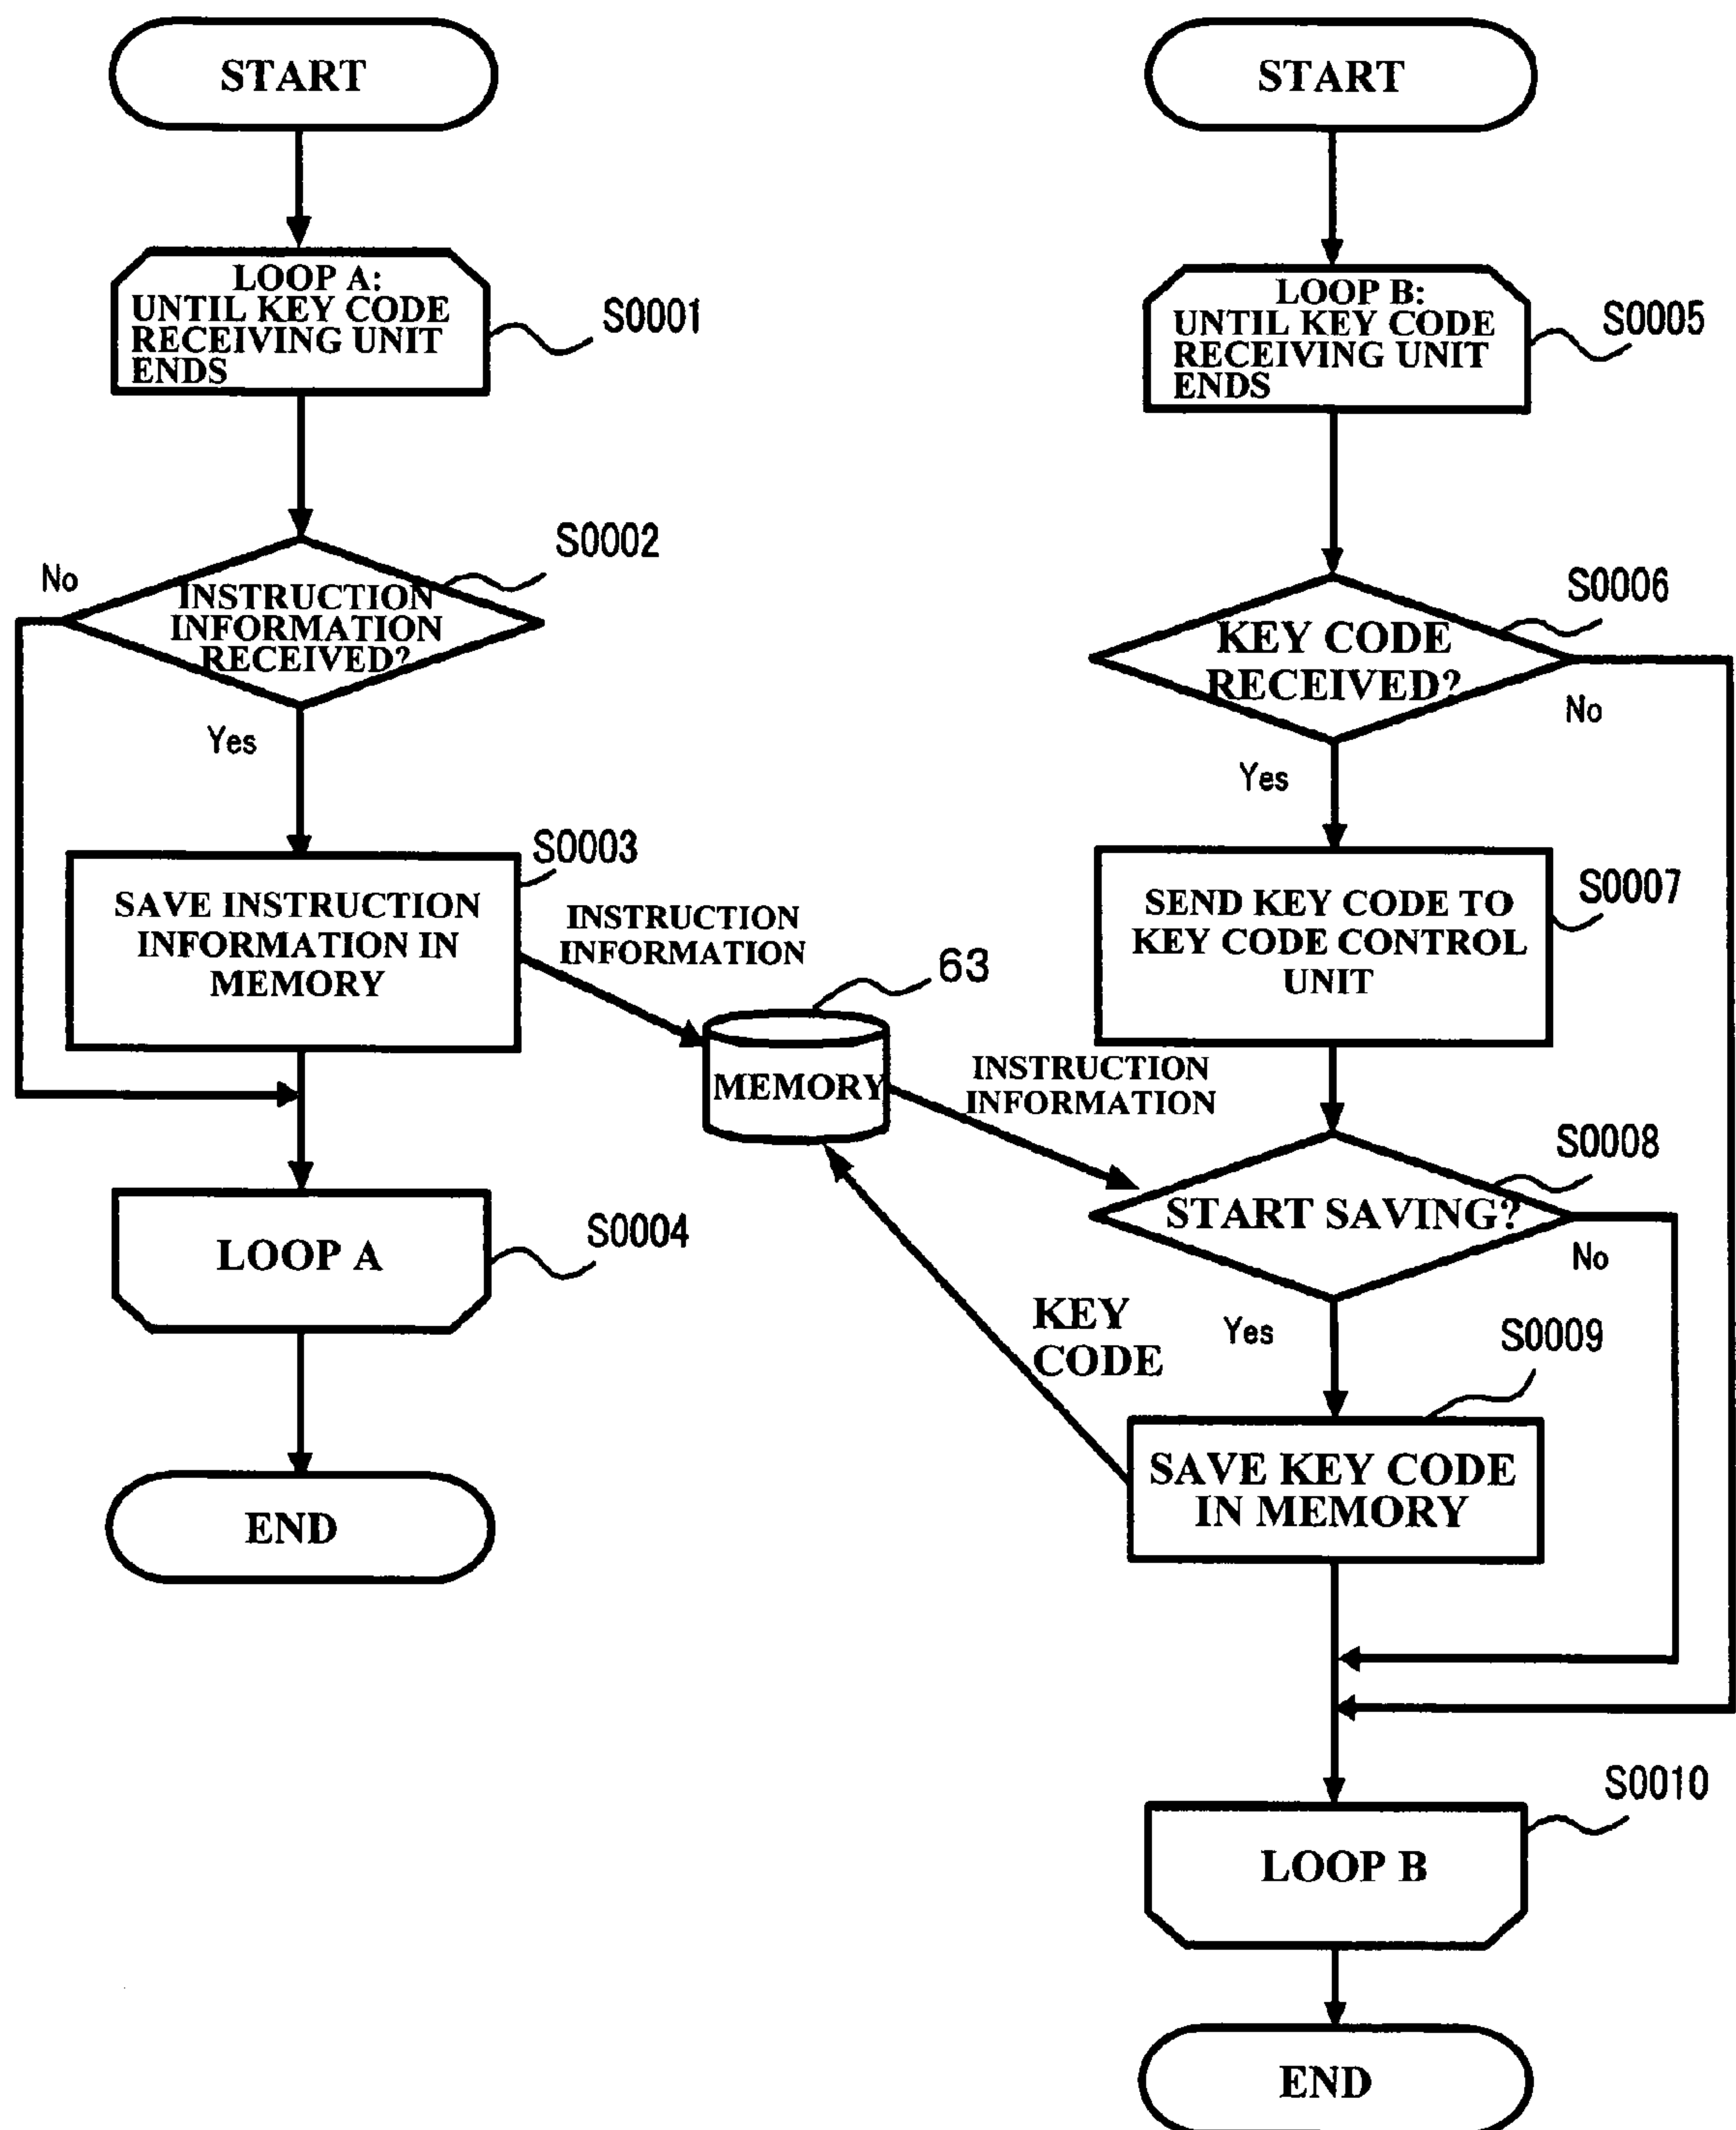 START
LOOP A:
UNTIL KEY CODE
RECEIVING UNIT
ENDS
S0001
S0002
No
INSTRUCTION
INFORMATION
RECEIVED?
Yes
S0003
SAVE INSTRUCTION
INFORMATION IN
MEMORY
INSTRUCTION
INFORMATION
63
MEMORY
LOOP A
S0004
END
START
LOOP B:
UNTIL KEY CODE
RECEIVING UNIT
ENDS
S0005
S0006
KEY CODE
RECEIVED?
No
Yes
S0007
SEND KEY CODE TO
KEY CODE CONTROL
UNIT
INSTRUCTION
INFORMATION
S0008
START SAVING?
No
Yes
KEY
CODE
S0009
SAVE KEY CODE
IN MEMORY
S0010
LOOP B
END